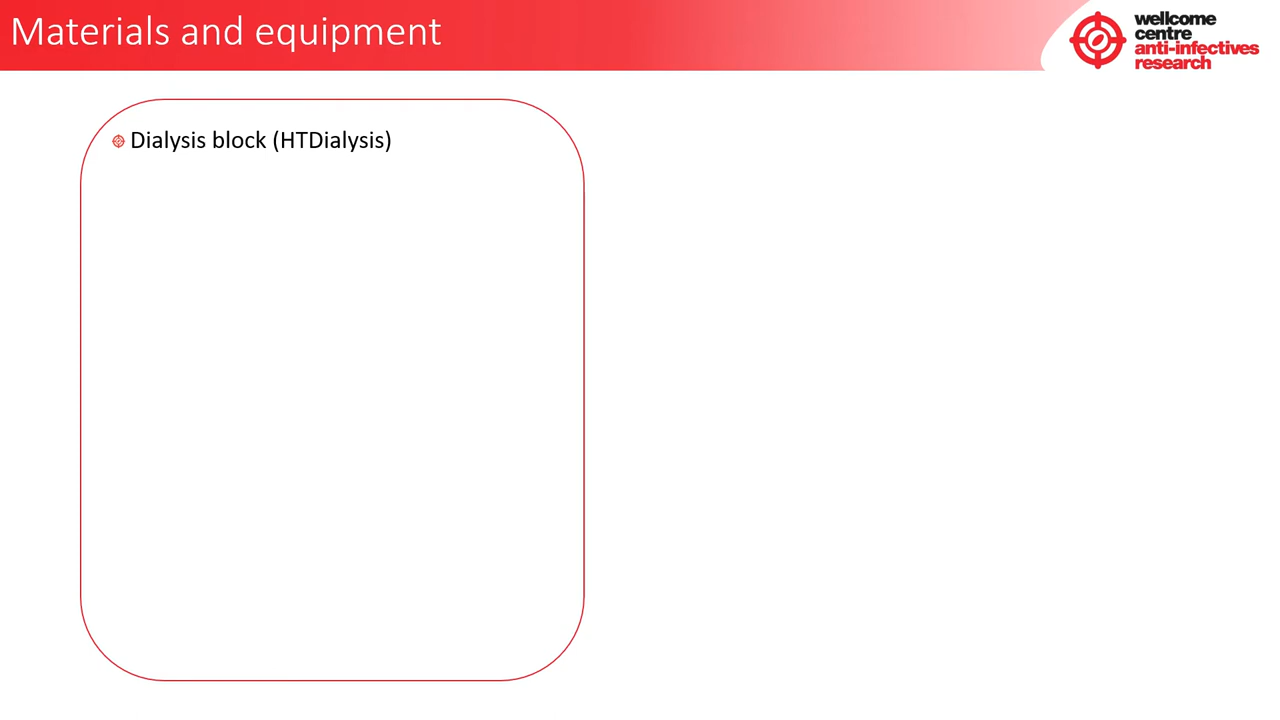 Materials and equipment
wellcome
centre
anti-infectives
research
Dialysis block (HTDialysis)